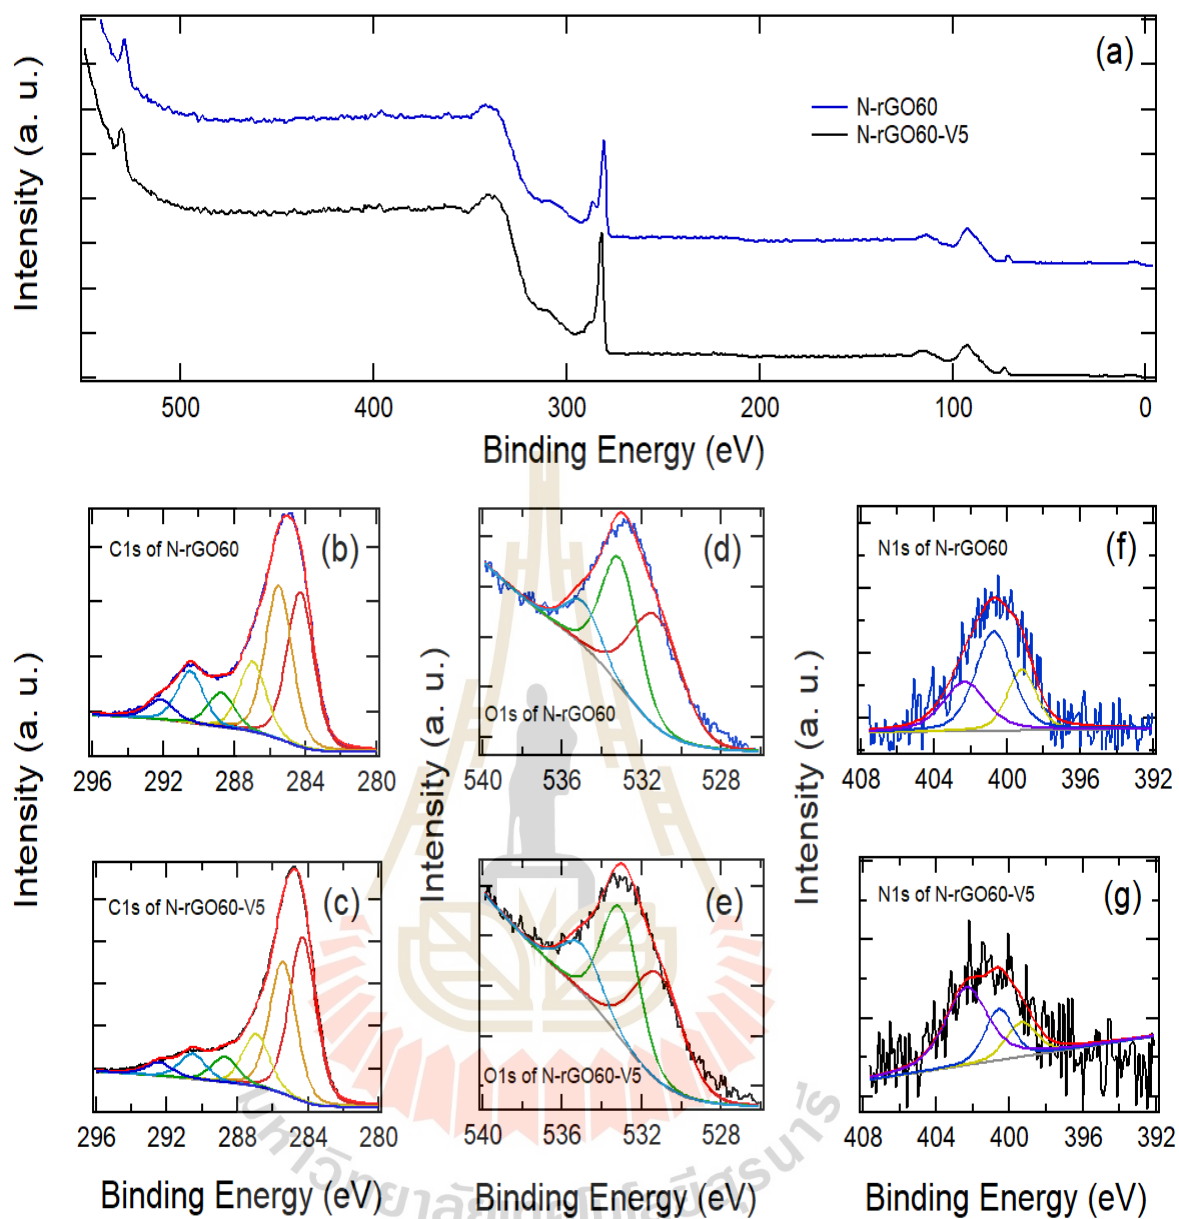 (a)
N-rGO60
N-rGO60-V5
Intensity (a. u.)
500 400 300 200 100 0
Binding Energy (eV)
C1s of N-rGO60 (b)
296 292 288 284 280
O1s of N-rGO60 (d)
540 536 532 528
N1s of N-rGO60 (f)
408 404 400 396 392
Intensity (a. u.)
Intensity (a. u.)
Intensity (a. u.)
C1s of N-rGO60-V5 (c)
296 292 288 284 280
O1s of N-rGO60-V5 (e)
540 536 532 528
N1s of N-rGO60-V5 (g)
408 404 400 396 392
Binding Energy (eV)
Binding Energy (eV)
Binding Energy (eV)